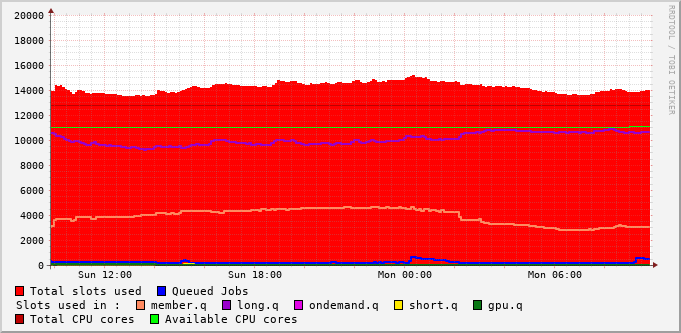 20000
18000
16000
14000
12000
10000
8000
6000
4000
2000
0
Sun 12:00 Sun 18:00 Mon 00:00 Mon 06:00
RRDTOOL / TOBI OETIKER
Total slots used Queued Jobs
Slots used in : member.q long.q ondemand.q short.q gpu.q
Total CPU cores Available CPU cores